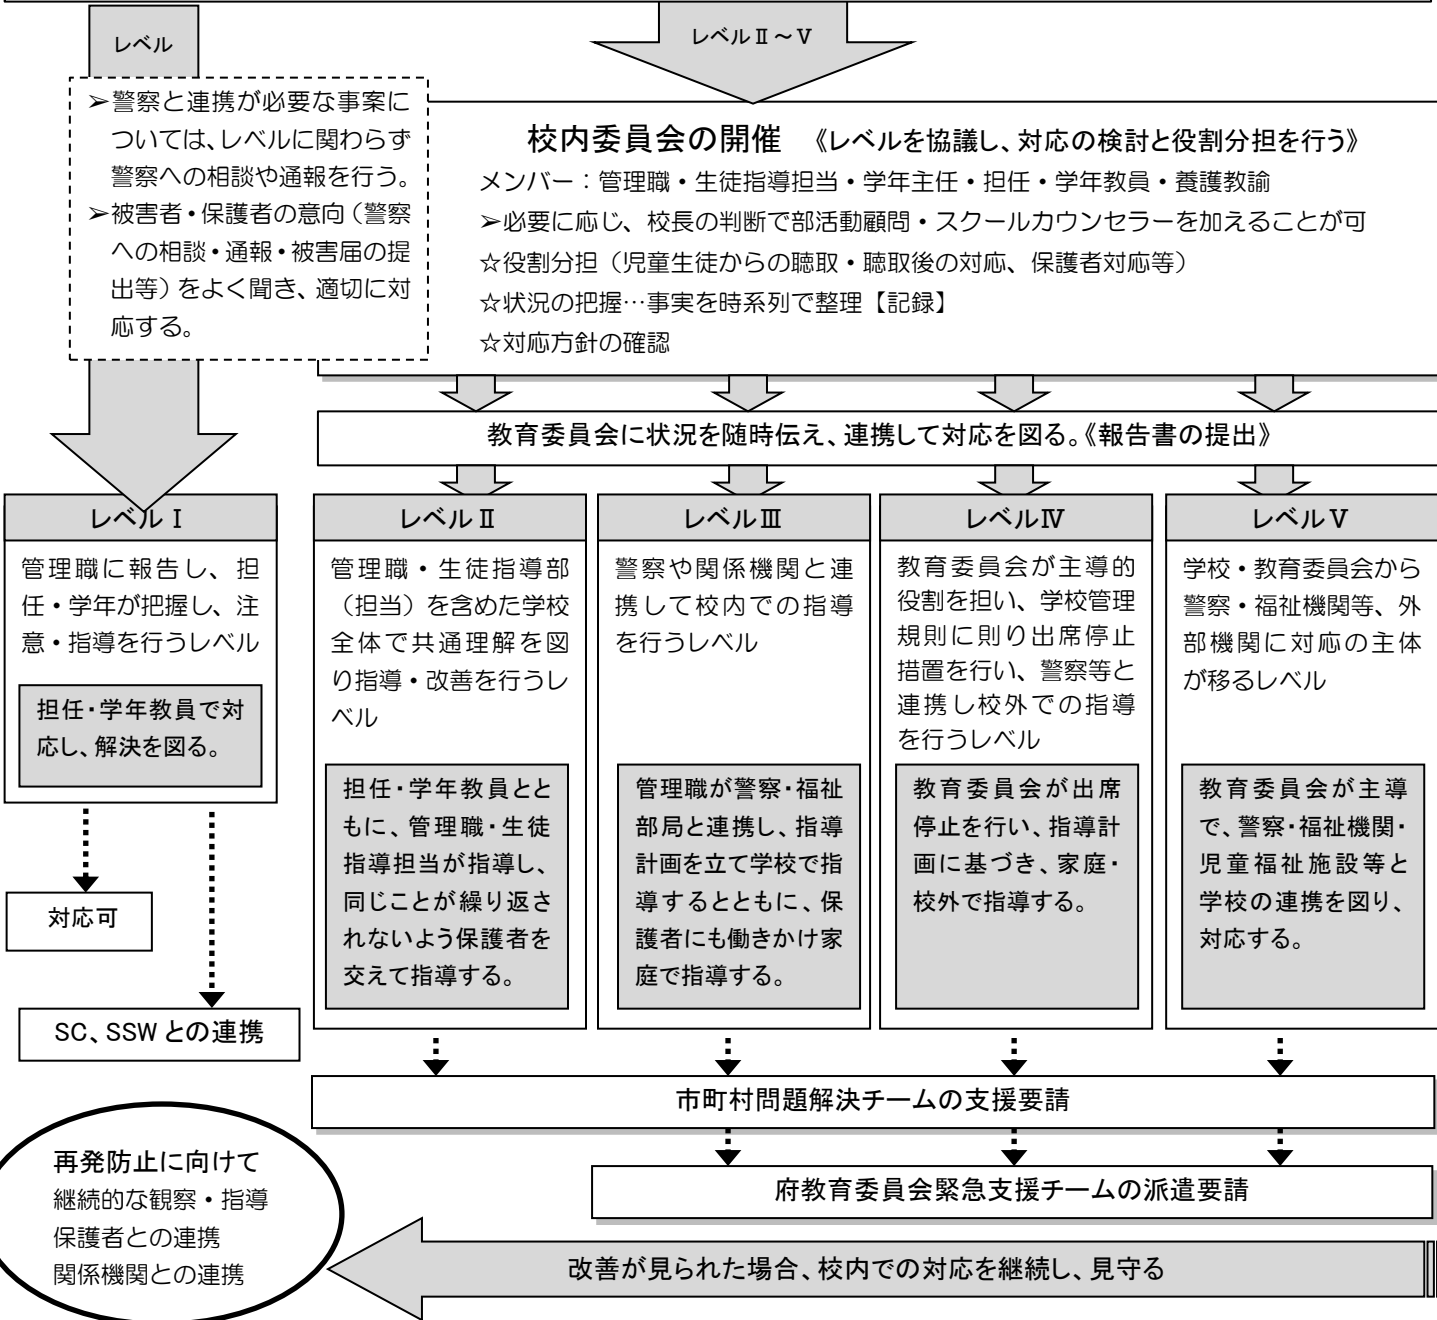 レベル
レベルⅡ～Ⅴ
➢警察と連携が必要な事案に
ついては、レベルに関わらず
警察への相談や通報を行う。
➢被害者・保護者の意向（警察
への相談・通報・被害届の提
出等）をよく聞き、適切に対
応する。
校内委員会の開催　《レベルを協議し、対応の検討と役割分担を行う》
メンバー：管理職・生徒指導担当・学年主任・担任・学年教員・養護教諭
➢必要に応じ、校長の判断で部活動顧問・スクールカウンセラーを加えることが可
☆役割分担（児童生徒からの聴取・聴取後の対応、保護者対応等）
☆状況の把握…事実を時系列で整理【記録】
☆対応方針の確認
教育委員会に状況を随時伝え、連携して対応を図る。《報告書の提出》
レベルⅠ
管理職に報告し、担
任・学年が把握し、注
意・指導を行うレベル
担任・学年教員で対
応し、解決を図る。
対応可
SC、SSWとの連携
レベルⅡ
管理職・生徒指導部
（担当）を含めた学校
全体で共通理解を図
り指導・改善を行うレ
ベル
担任・学年教員とと
もに、管理職・生徒
指導担当が指導し、
同じことが繰り返さ
れないよう保護者を
交えて指導する。
レベルⅢ
警察や関係機関と連
携して校内での指導
を行うレベル
管理職が警察・福祉
部局と連携し、指導
計画を立て学校で指
導するとともに、保
護者にも働きかけ家
庭で指導する。
レベルⅣ
教育委員会が主導的
役割を担い、学校管理
規則に則り出席停止
措置を行い、警察等と
連携し校外での指導
を行うレベル
教育委員会が出席
停止を行い、指導計
画に基づき、家庭・
校外で指導する。
レベルⅤ
学校・教育委員会から
警察・福祉機関等、外
部機関に対応の主体
が移るレベル
教育委員会が主導
で、警察・福祉機関・
児童福祉施設等と
学校の連携を図り、
対応する。
市町村問題解決チームの支援要請
府教育委員会緊急支援チームの派遣要請
改善が見られた場合、校内での対応を継続し、見守る
再発防止に向けて
継続的な観察・指導
保護者との連携
関係機関との連携